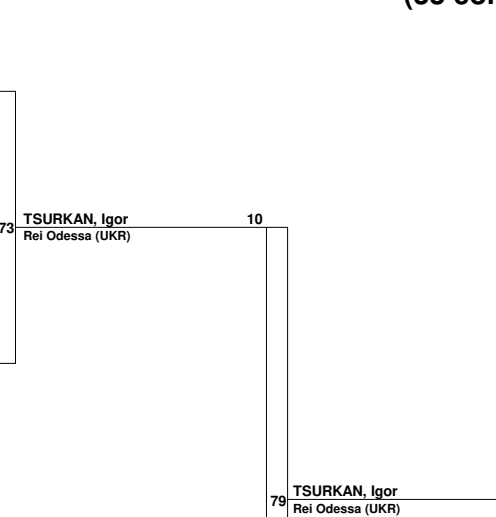 73
TSURKAN, Igor 10
Rei Odessa (UKR)
79
TSURKAN, Igor
Rei Odessa (UKR)